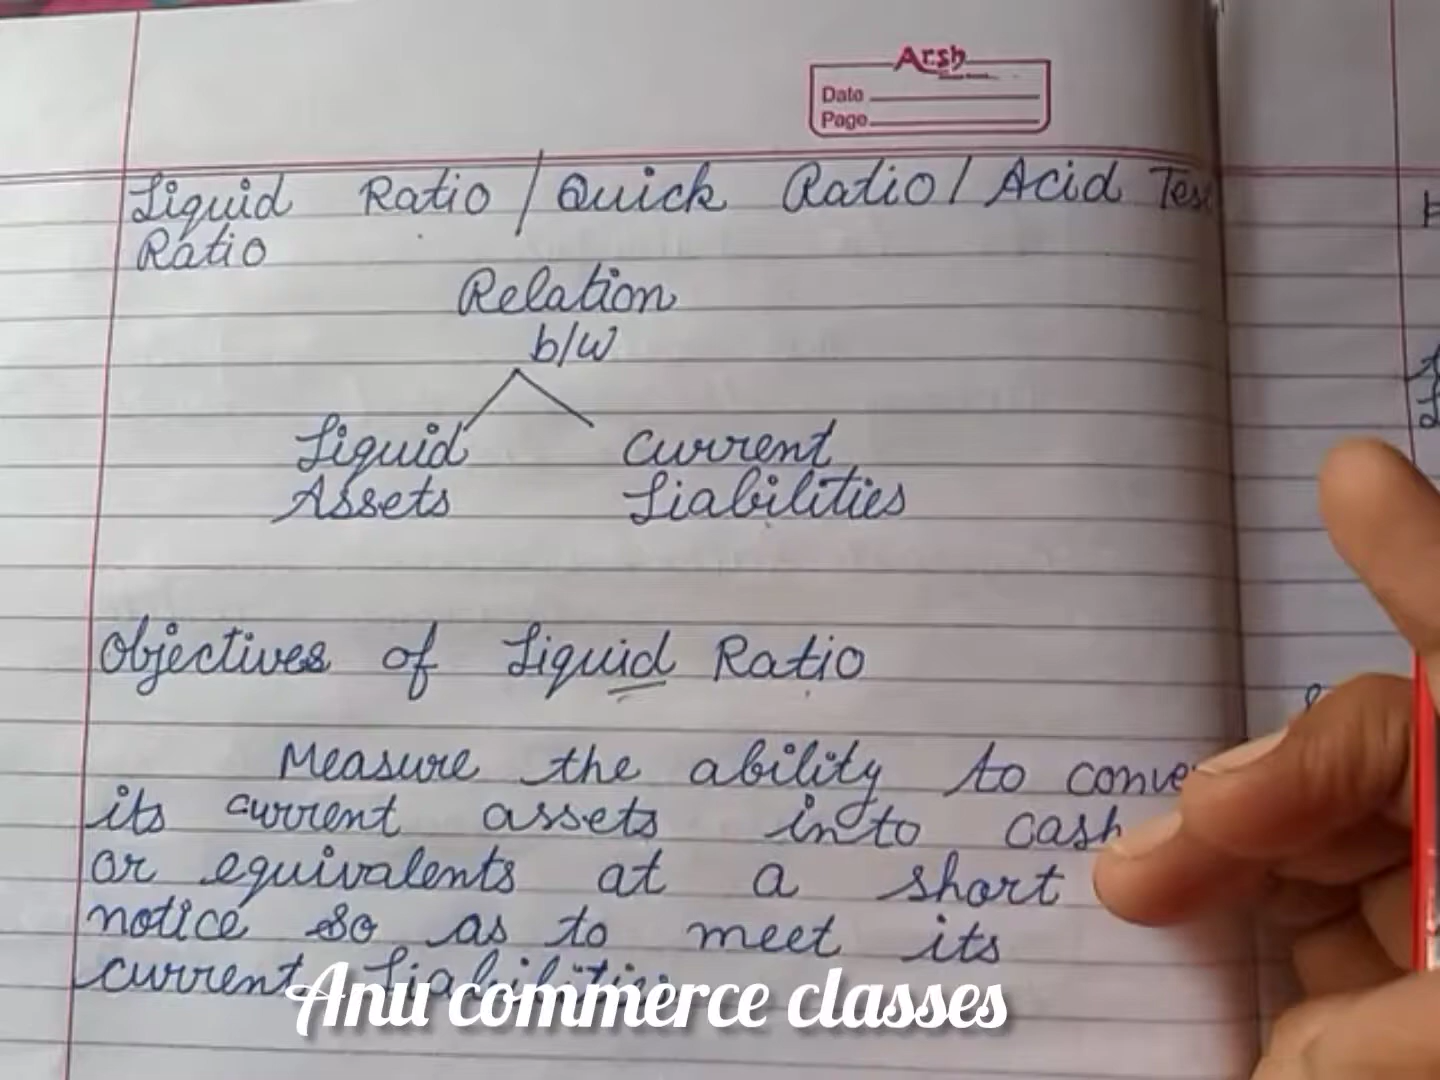 Arsh
Date
Page
Liquid Ratio / Quick Ratio / Acid Test
Ratio
Relation
b/w
Liquid Current
Assets Liabilities
Objectives of Liquid Ratio
Measure the ability to
its current assets into cash
or equivalents at a short
notice so as to meet its
current Liabilities
Anu commerce classes